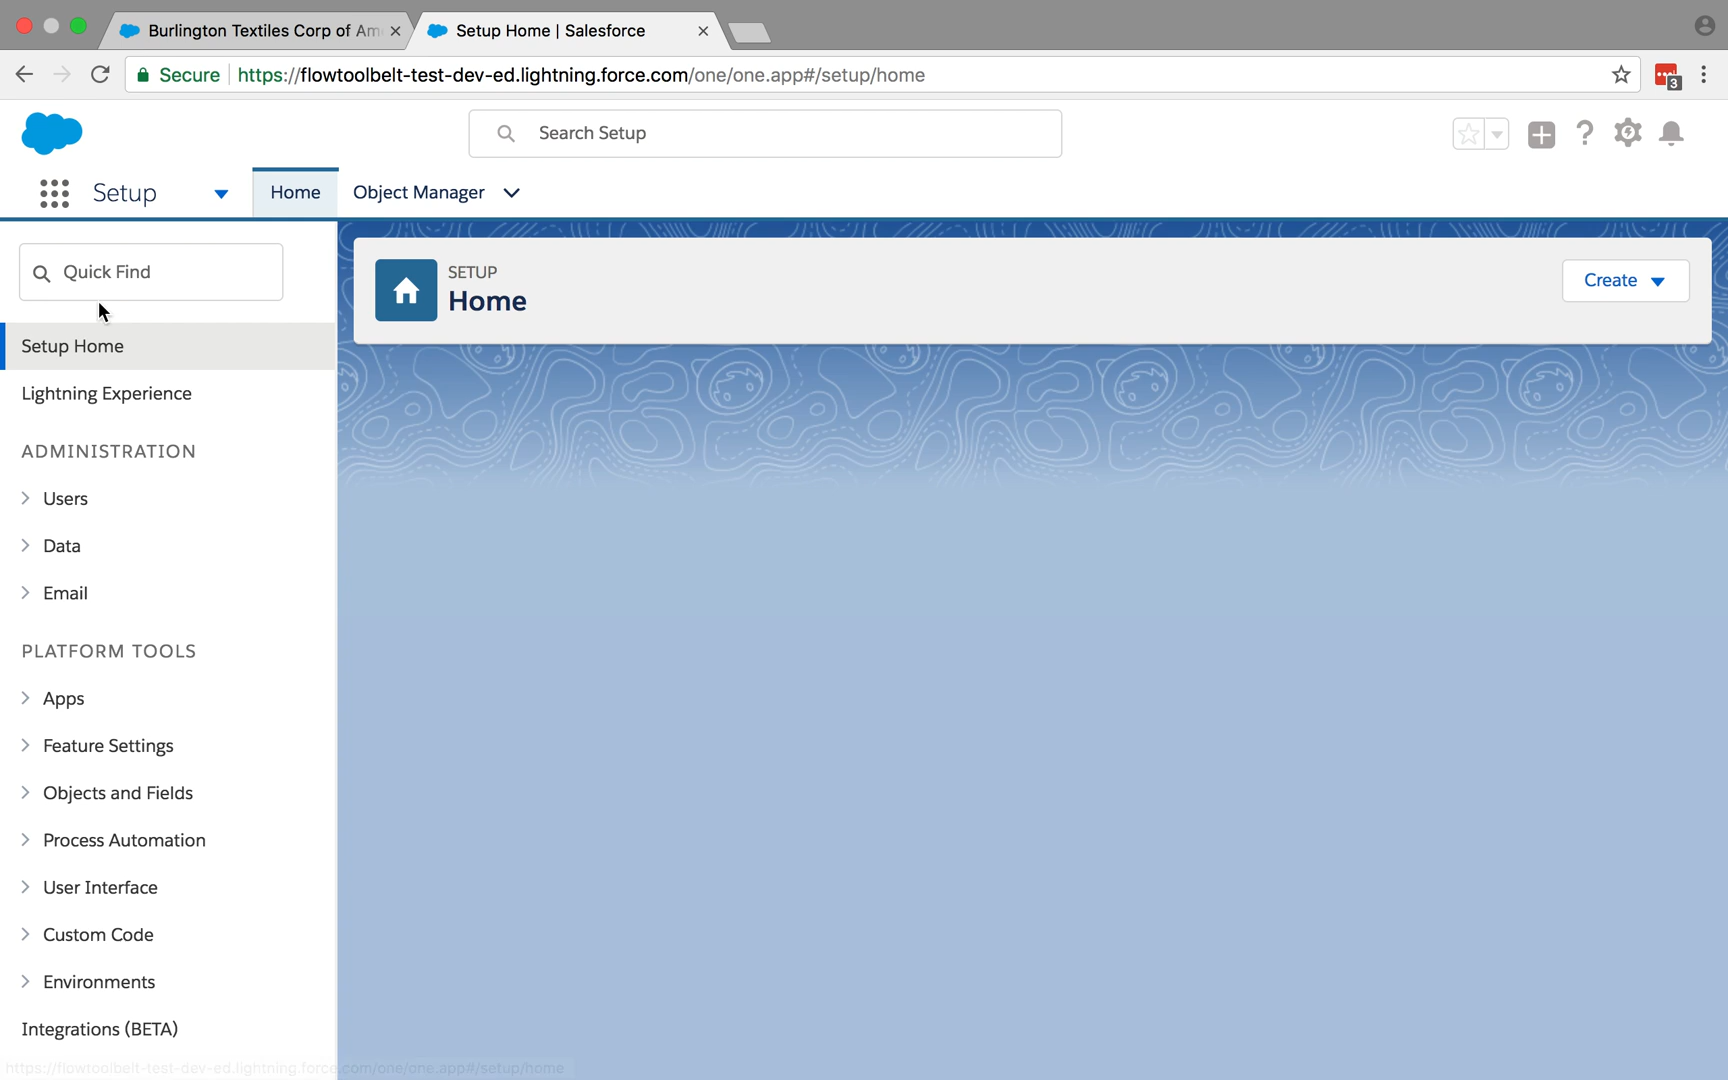 Burlington Textiles Corp of Am
Setup Home | Salesforce
Secure
https://flowtoolbelt-test-dev-ed.lightning.force.com/one/one.app#/setup/home
3
Search Setup
Setup
Home
Object Manager
Quick Find
SETUP
Home
Create
Setup Home
Lightning Experience
ADMINISTRATION
Users
Data
Email
PLATFORM TOOLS
Apps
Feature Settings
Objects and Fields
Process Automation
User Interface
Custom Code
Environments
Integrations (BETA)
https://flowtoolbelt-test-dev-ed.lightning.force.com/one/one.app#/setup/home